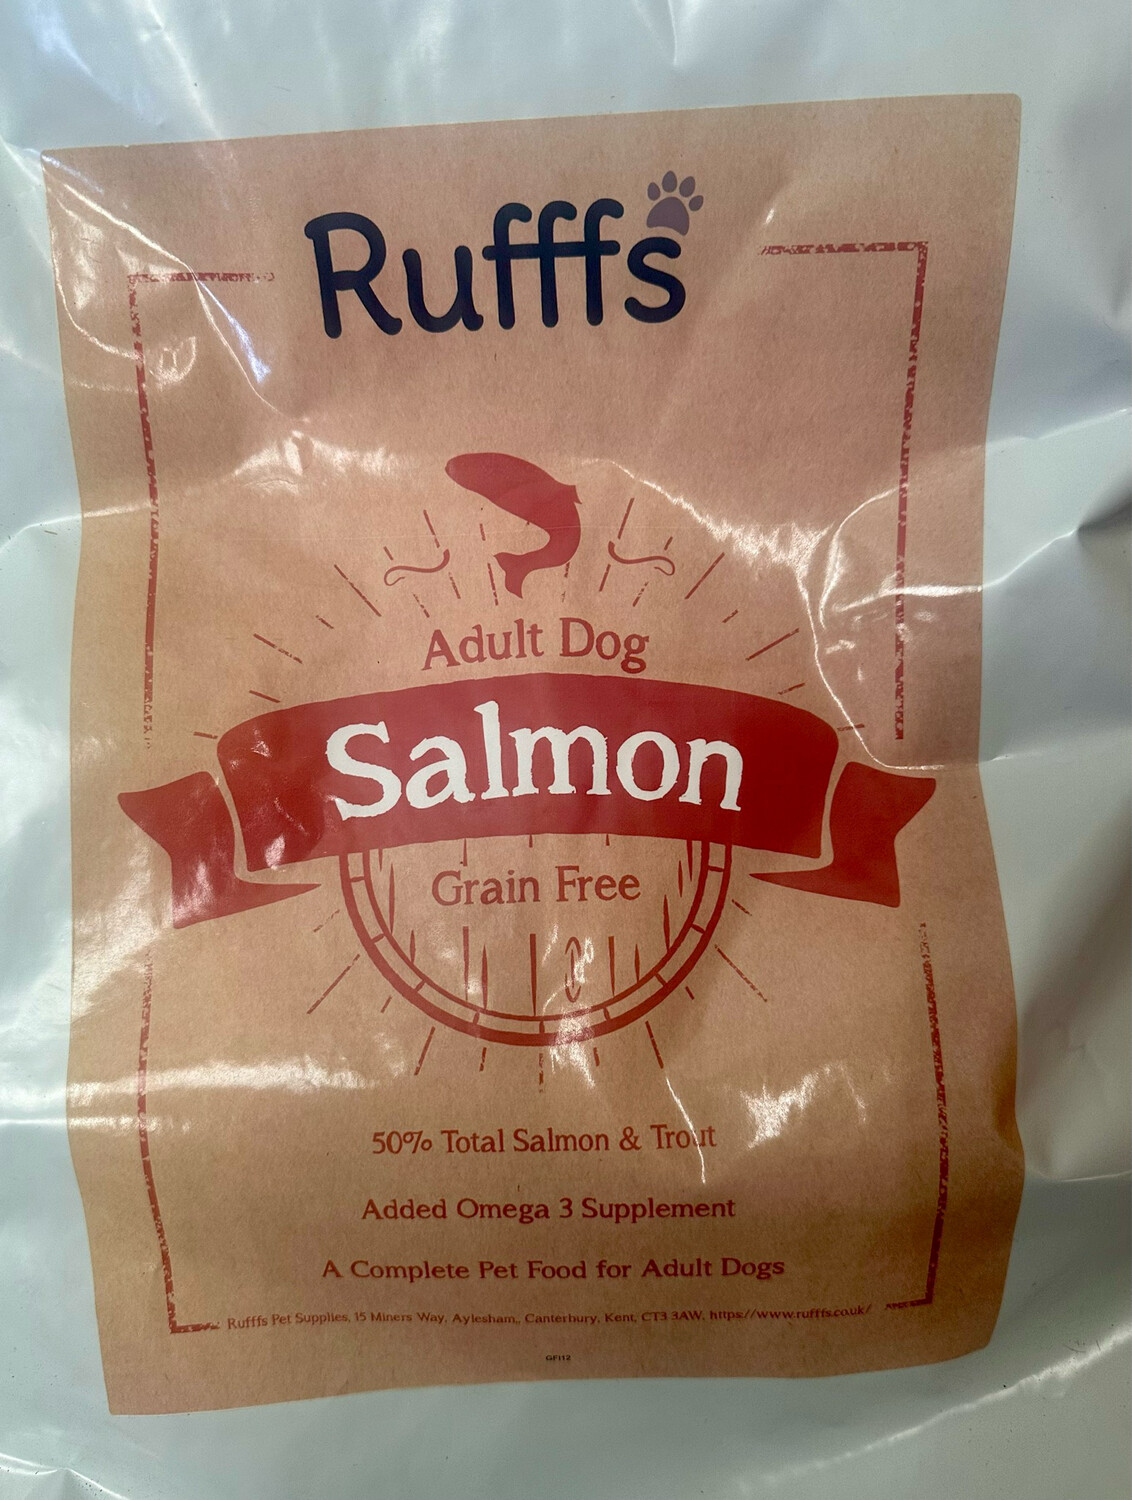 Rufffs
Adult Dog
Salmon
Grain Free
50% Total Salmon & Trout
Added Omega 3 Supplement
A Complete Pet Food for Adult Dogs
Rufffs Pet Supplies, 15 Miners Way, Aylesham,, Canterbury, Kent, CT3 3AW, https://www.rufffs.co.uk/
GF112